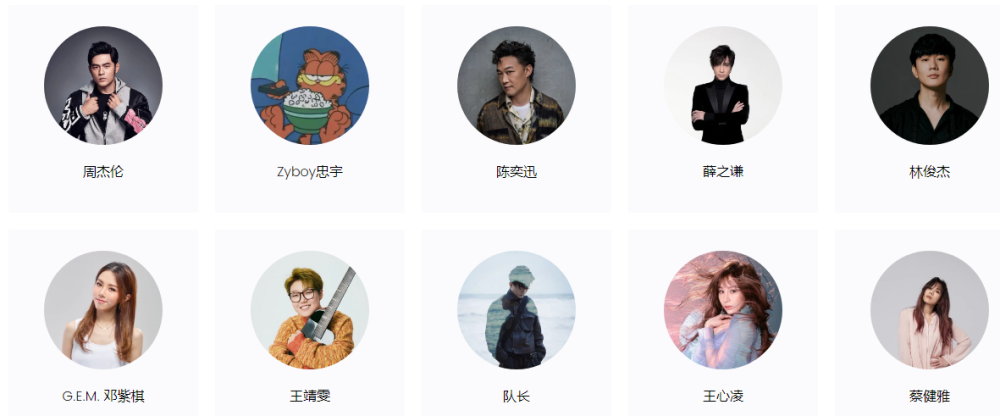 周杰伦
Zyboy忠宇
陈奕迅
薛之谦
林俊杰
G.E.M. 邓紫棋
王靖雯
队长
王心凌
蔡健雅